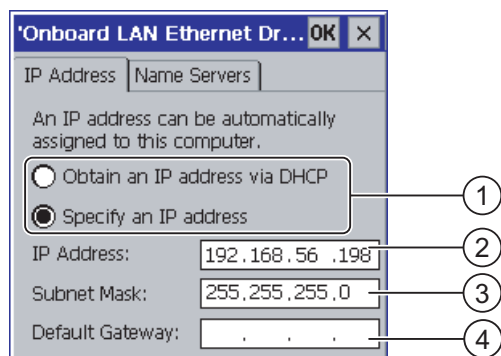 'Onboard LAN Ethernet Dr... OK ×
IP Address Name Servers
An IP address can be automatically
assigned to this computer.
Obtain an IP address via DHCP
Specify an IP address
1
IP Address: 192.168.56 .198
2
Subnet Mask: 255.255.255.0
3
Default Gateway: . . .
4